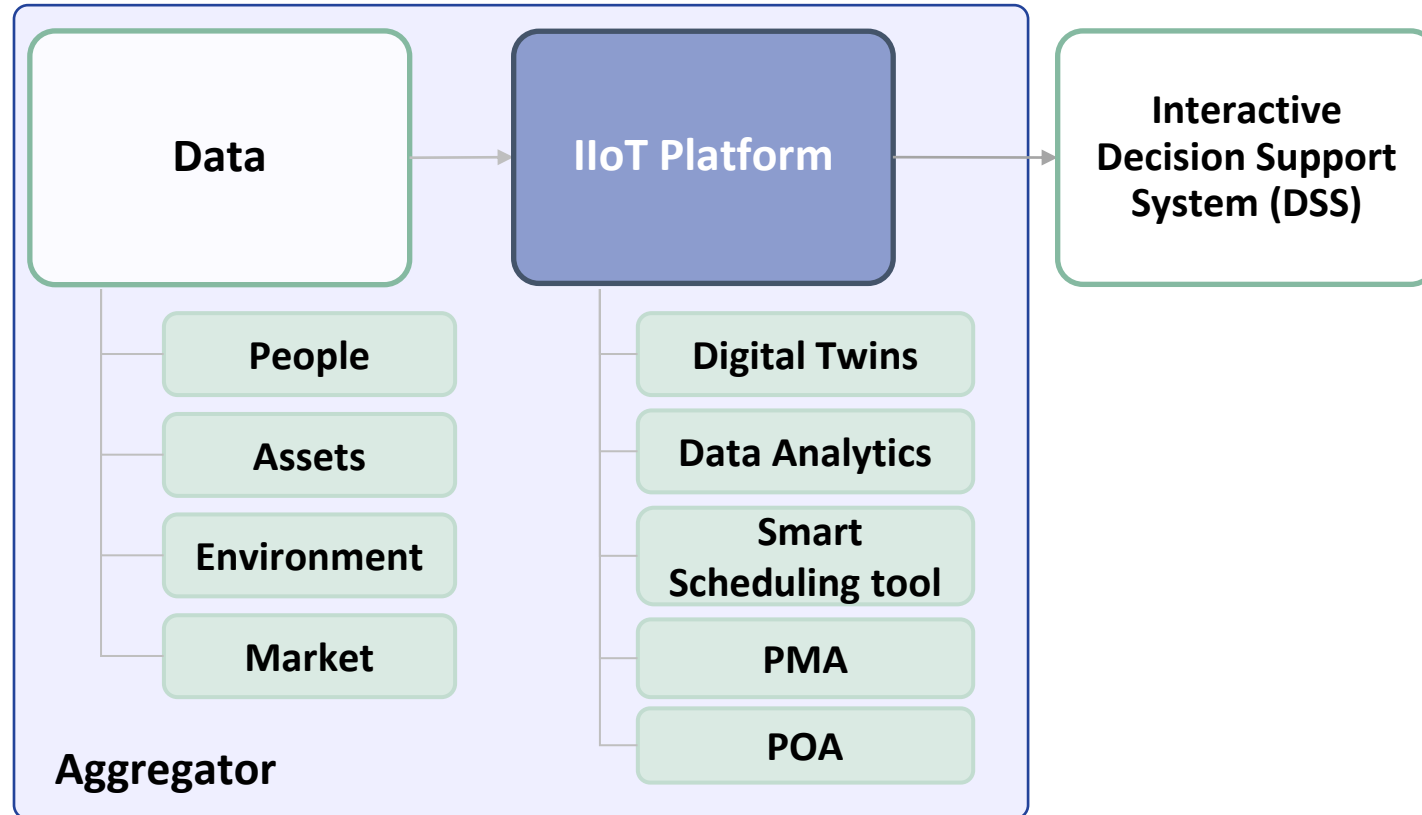 Data
IIoT Platform
Interactive
Decision Support
System (DSS)
People
Assets
Environment
Market
Digital Twins
Data Analytics
Smart
Scheduling tool
PMA
POA
Aggregator